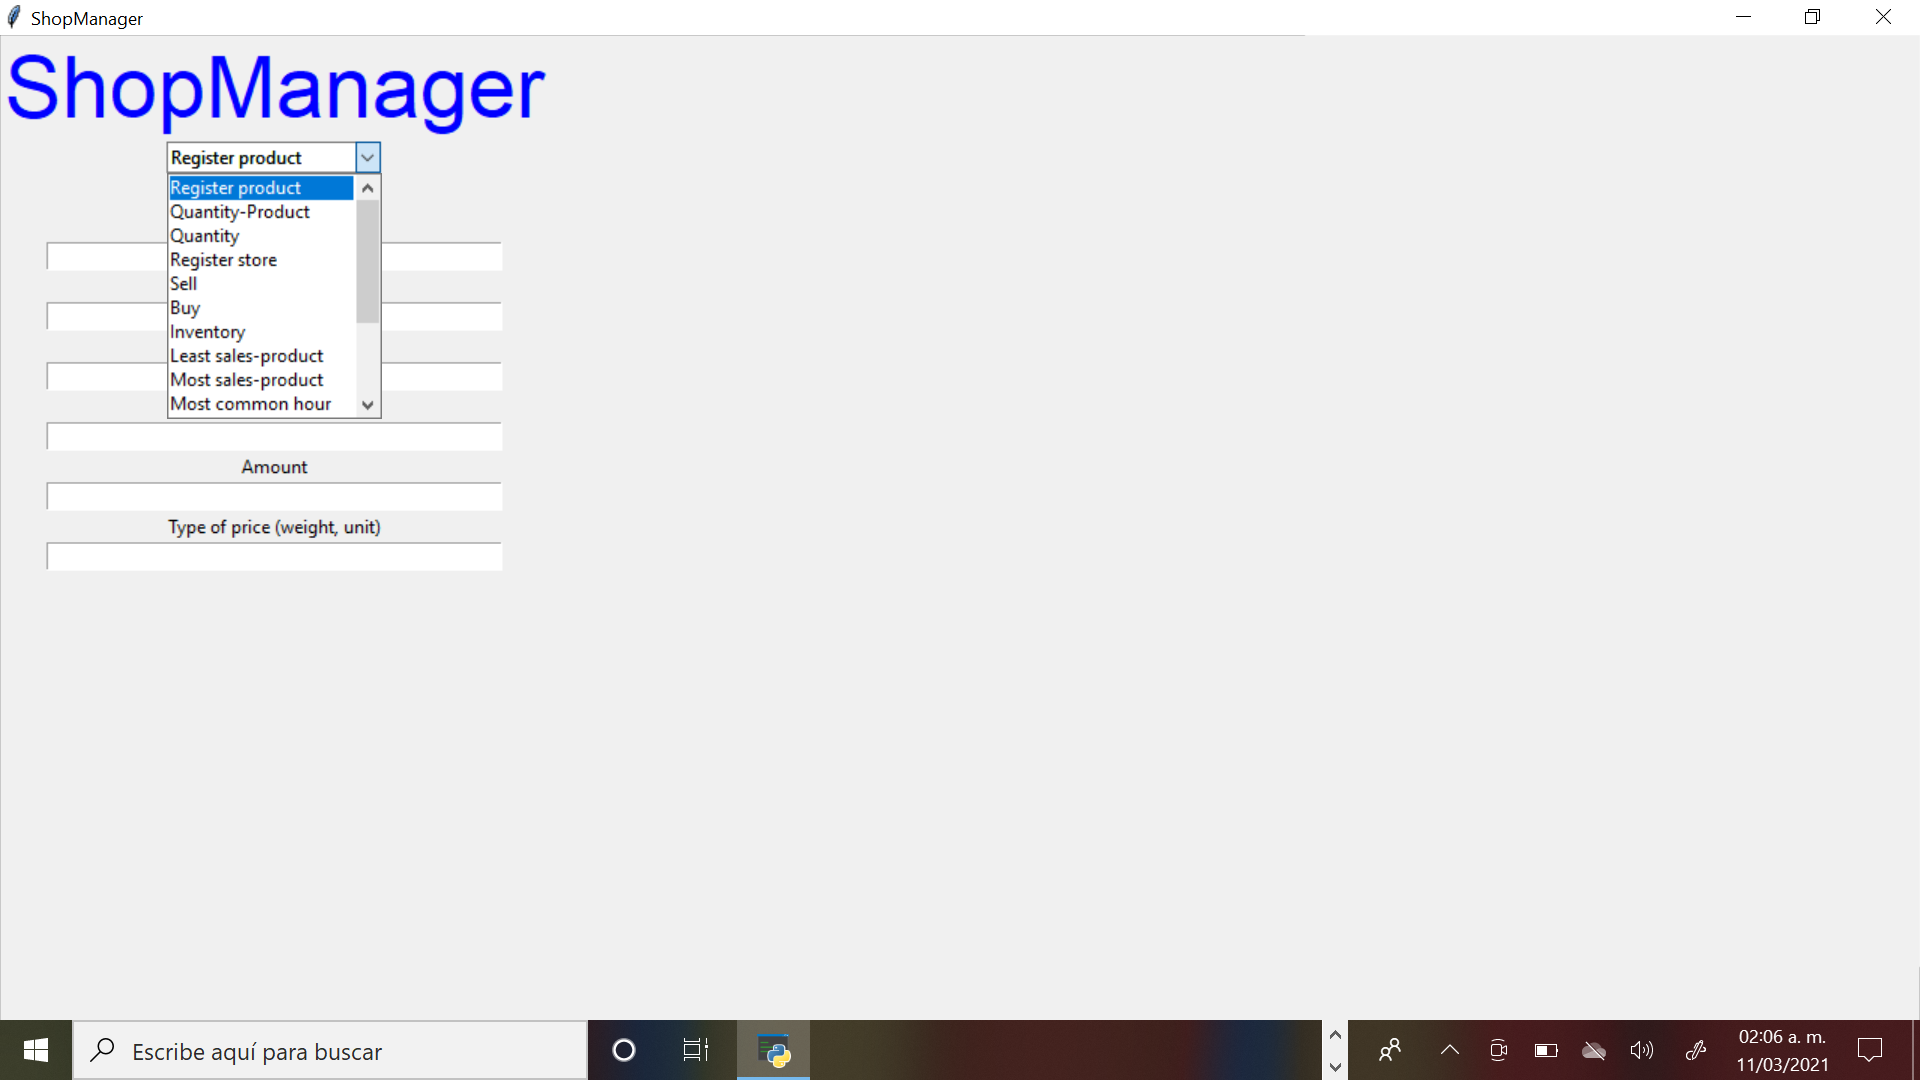 ShopManager
ShopManager
Register product
Register product
Quantity-Product
Quantity
Register store
Sell
Buy
Inventory
Least sales-product
Most sales-product
Most common hour
Amount
Type of price (weight, unit)
Escribe aquí para buscar
02:06 a. m.
11/03/2021